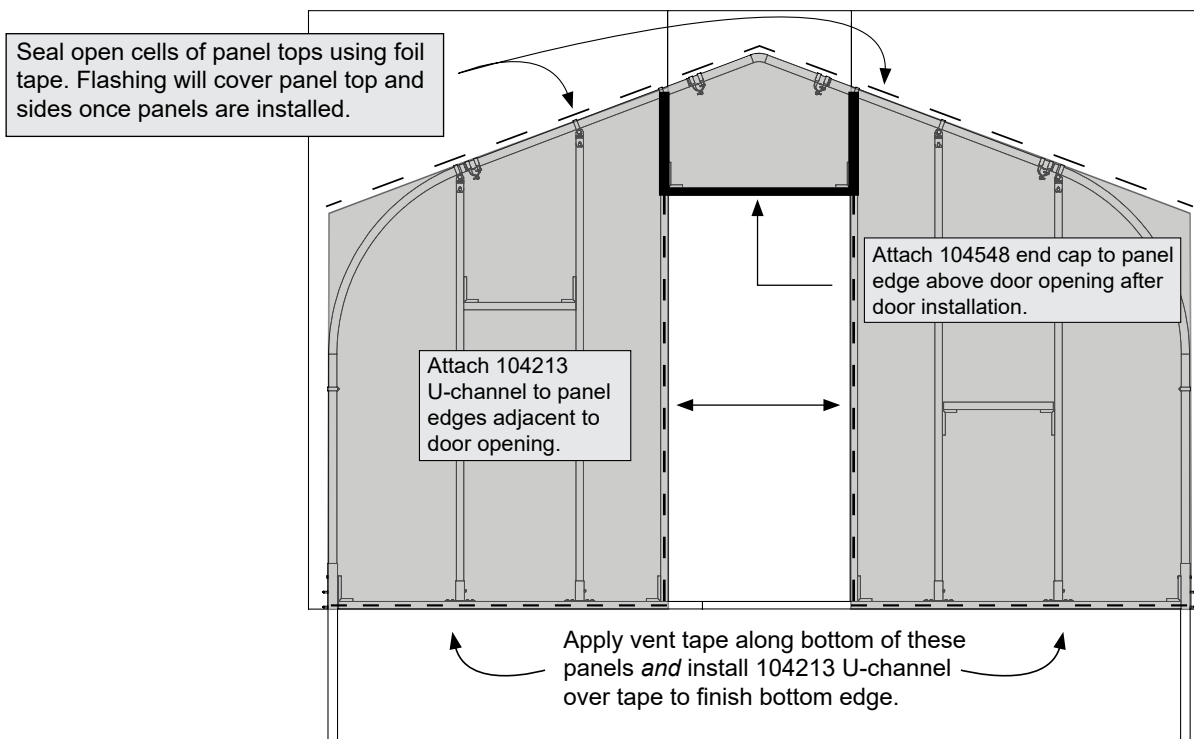 Seal open cells of panel tops using foil
tape. Flashing will cover panel top and
sides once panels are installed.
Attach 104548 end cap to panel
edge above door opening after
door installation.
Attach 104213
U-channel to panel
edges adjacent to
door opening.
Apply vent tape along bottom of these
panels and install 104213 U-channel
over tape to finish bottom edge.